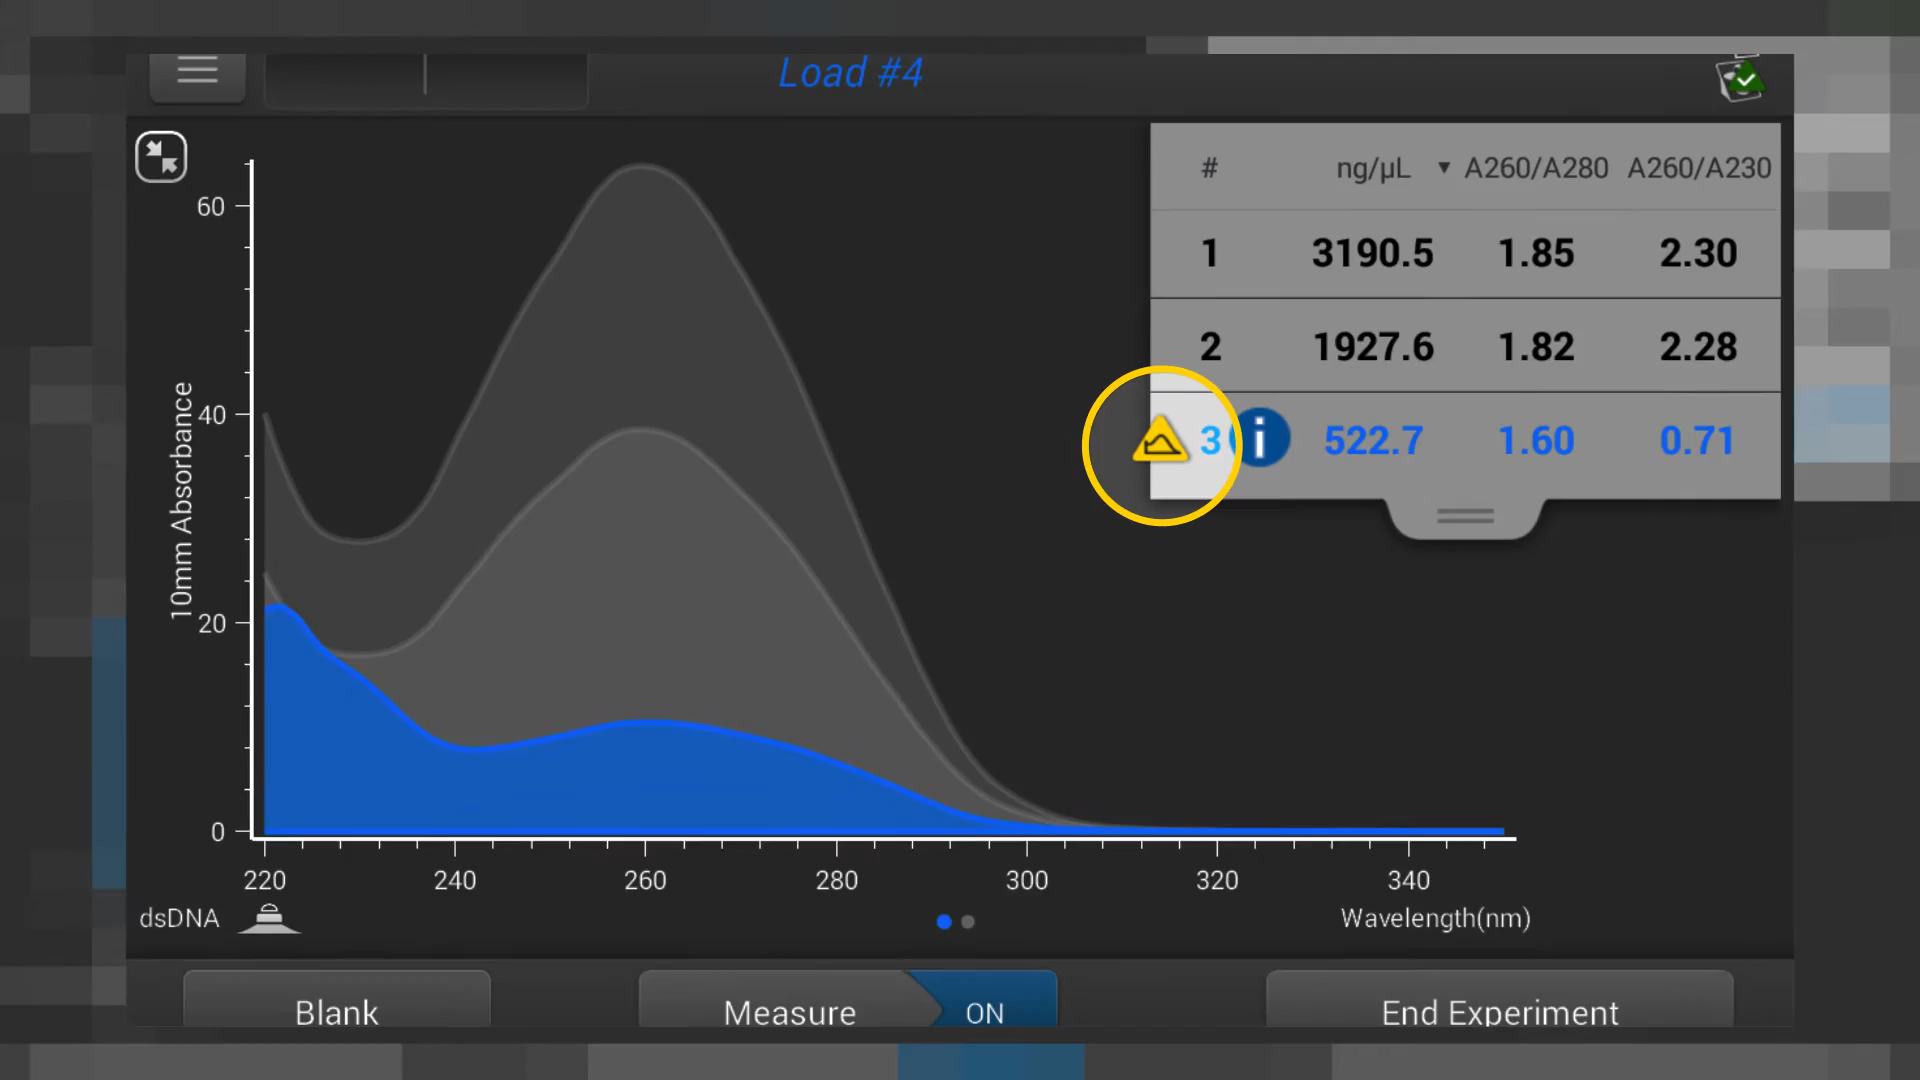 Load #4
# ng/µL ▼ A260/A280 A260/A230
1 3190.5 1.85 2.30
2 1927.6 1.82 2.28
3 i 522.7 1.60 0.71
10mm Absorbance
60
40
20
0
220 240 260 280 300 320 340
dsDNA
Wavelength(nm)
Blank
Measure ON
End Experiment